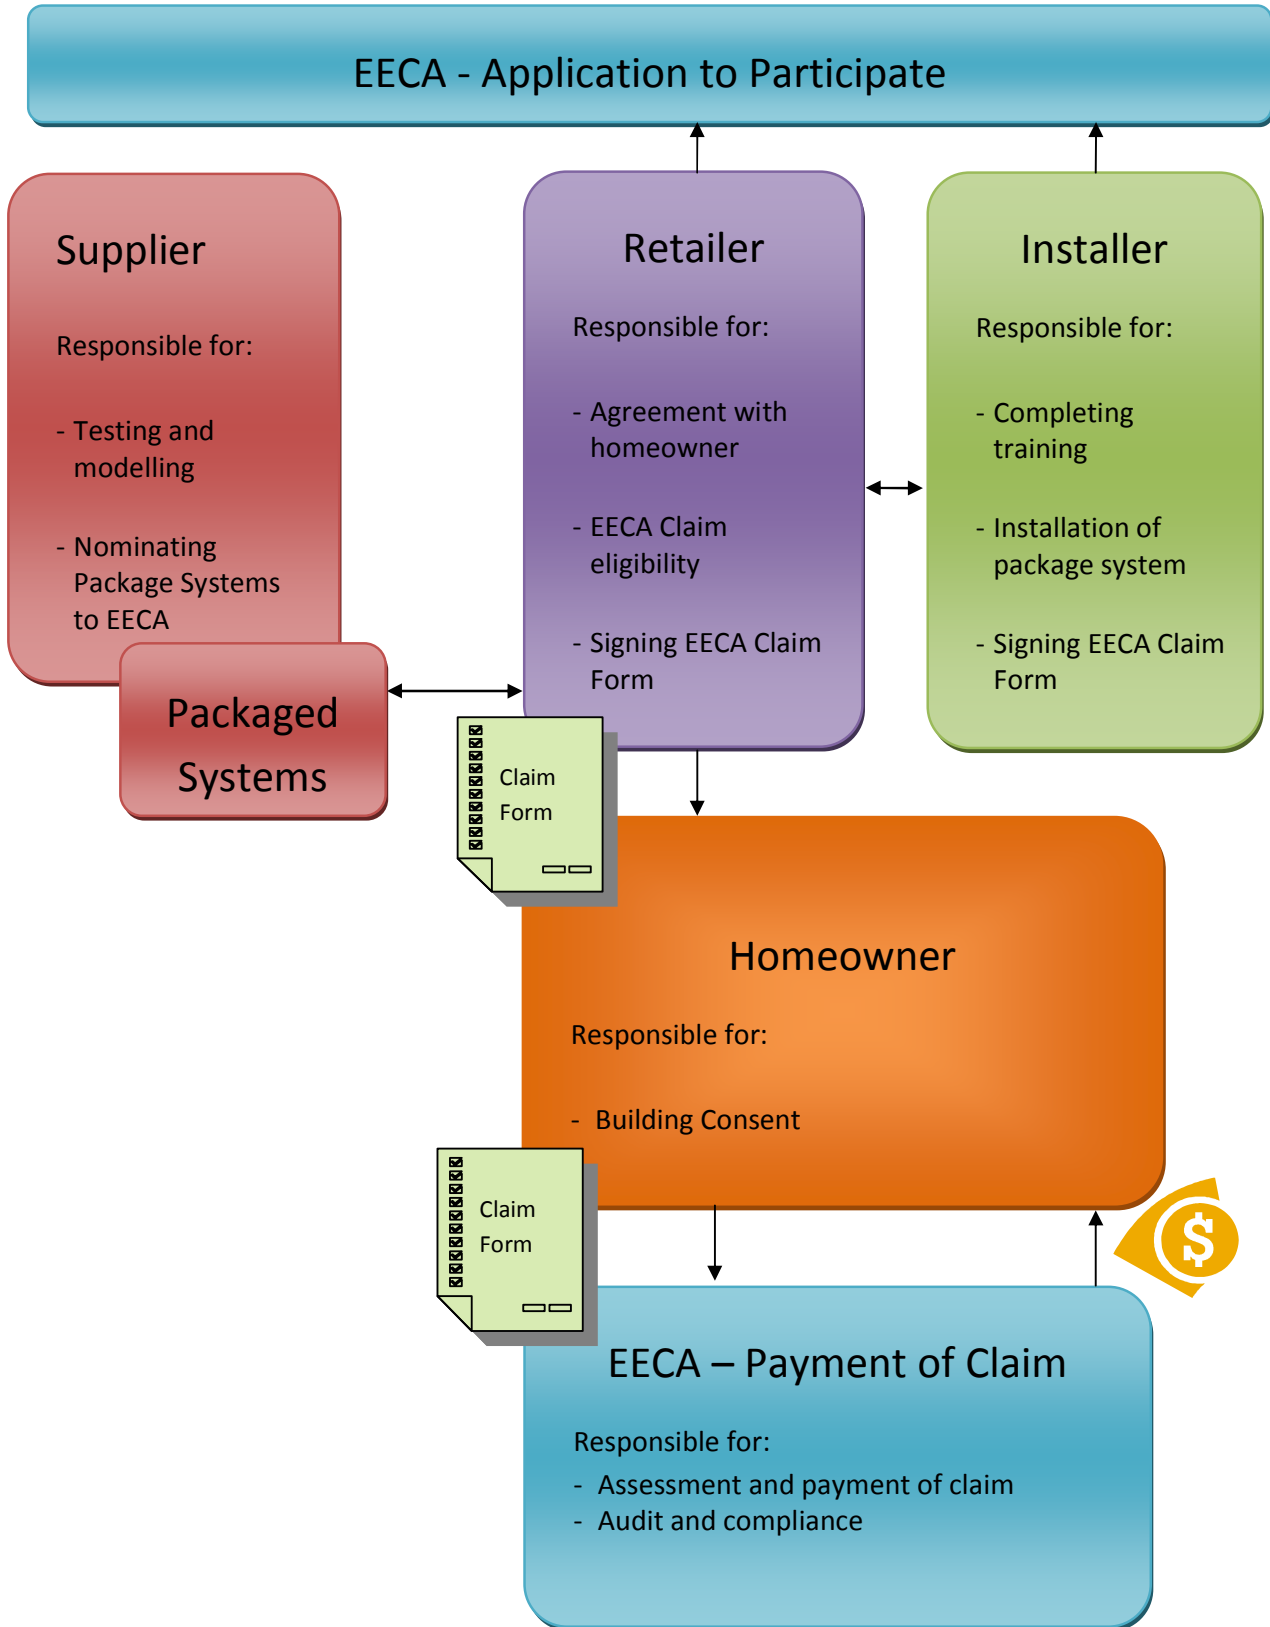 EECA - Application to Participate
Supplier
Responsible for:
- Testing and
modelling
- Nominating
Package Systems
to EECA
Packaged
Systems
Retailer
Responsible for:
- Agreement with
homeowner
- EECA Claim
eligibility
- Signing EECA Claim
Form
Installer
Responsible for:
- Completing
training
- Installation of
package system
- Signing EECA Claim
Form
Claim
Form
Homeowner
Responsible for:
- Building Consent
Claim
Form
$
EECA – Payment of Claim
Responsible for:
- Assessment and payment of claim
- Audit and compliance